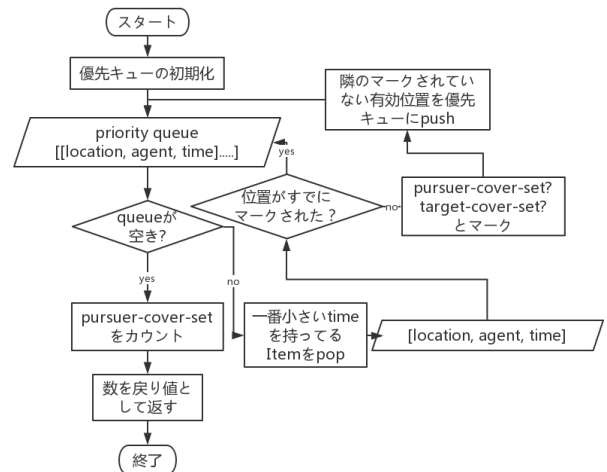 スタート
優先キューの初期化
隣のマークされてい
ない有効位置を優先
キューにpush
priority queue
[[location, agent, time].....]
yes
位置がすでに
マークされた？
no
pursuer-cover-set?
target-cover-set?
とマーク
queueが
空き?
yes
no
pursuer-cover-set
をカウント
一番小さいtime
を持ってる
Itemをpop
[location, agent, time]
数を戻り値と
して返す
終了